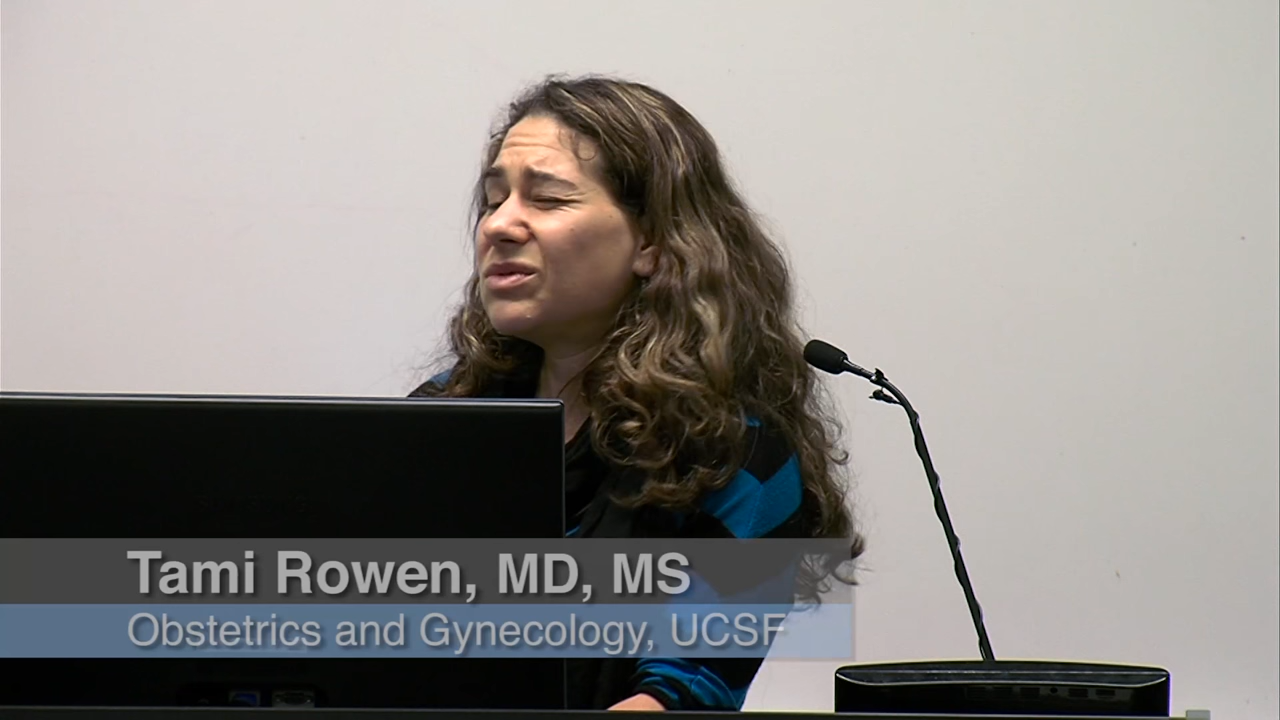 Tami Rowen, MD, MS
Obstetrics and Gynecology, UCSF